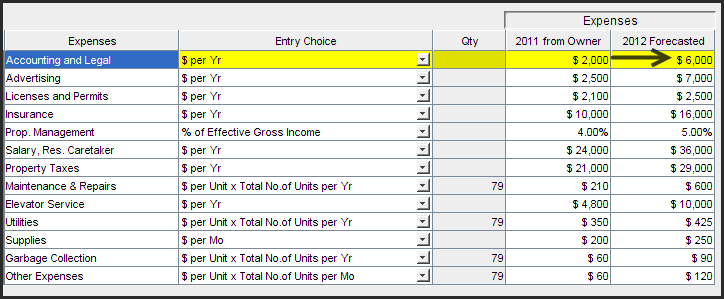 Expenses
Expenses Entry Choice Qty 2011 from Owner 2012 Forecasted
Accounting and Legal $ per Yr $ 2,000 $ 6,000
Advertising $ per Yr $ 2,500 $ 7,000
Licenses and Permits $ per Yr $ 2,100 $ 2,500
Insurance $ per Yr $ 10,000 $ 16,000
Prop. Management % of Effective Gross Income 4.00% 5.00%
Salary, Res. Caretaker $ per Yr $ 24,000 $ 36,000
Property Taxes $ per Yr $ 21,000 $ 29,000
Maintenance & Repairs $ per Unit x Total No.of Units per Yr 79 $ 210 $ 600
Elevator Service $ per Yr $ 4,800 $ 10,000
Utilities $ per Unit x Total No.of Units per Yr 79 $ 350 $ 425
Supplies $ per Mo $ 200 $ 250
Garbage Collection $ per Unit x Total No.of Units per Yr 79 $ 60 $ 90
Other Expenses $ per Unit x Total No.of Units per Mo 79 $ 60 $ 120